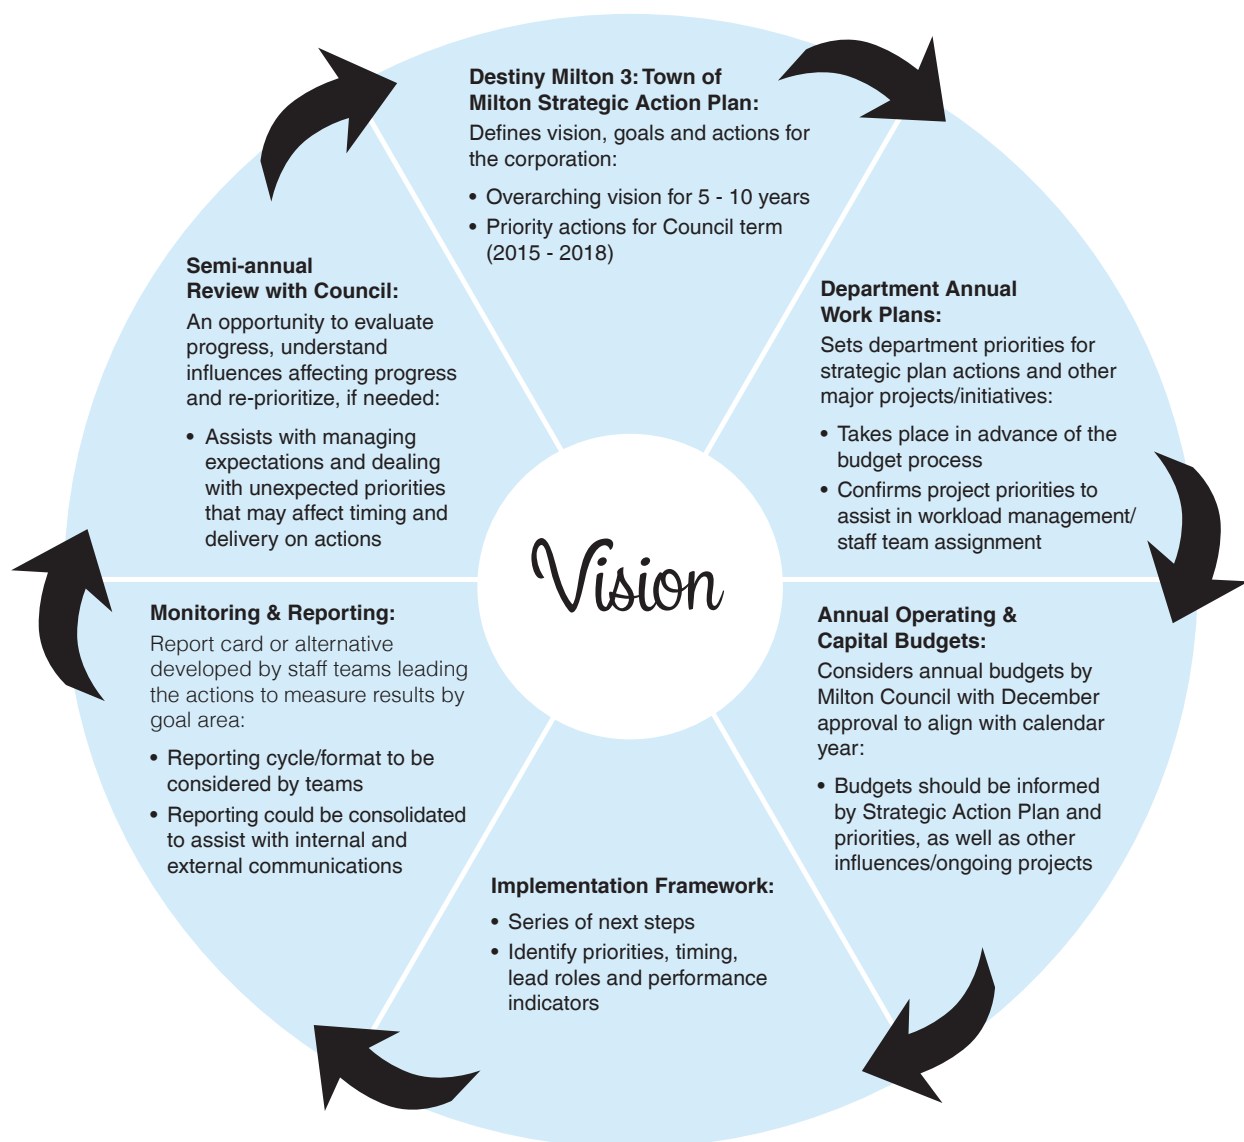 Destiny Milton 3: Town of
Milton Strategic Action Plan:
Defines vision, goals and actions for
the corporation:
• Overarching vision for 5 - 10 years
• Priority actions for Council term
(2015 - 2018)
Department Annual
Work Plans:
Sets department priorities for
strategic plan actions and other
major projects/initiatives:
• Takes place in advance of the
budget process
• Confirms project priorities to
assist in workload management/
staff team assignment
Annual Operating &
Capital Budgets:
Considers annual budgets by
Milton Council with December
approval to align with calendar
year:
• Budgets should be informed
by Strategic Action Plan and
priorities, as well as other
influences/ongoing projects
Implementation Framework:
• Series of next steps
• Identify priorities, timing,
lead roles and performance
indicators
Monitoring & Reporting:
Report card or alternative
developed by staff teams leading
the actions to measure results by
goal area:
• Reporting cycle/format to be
considered by teams
• Reporting could be consolidated
to assist with internal and
external communications
Semi-annual
Review with Council:
An opportunity to evaluate
progress, understand
influences affecting progress
and re-prioritize, if needed:
• Assists with managing
expectations and dealing
with unexpected priorities
that may affect timing and
delivery on actions
Vision